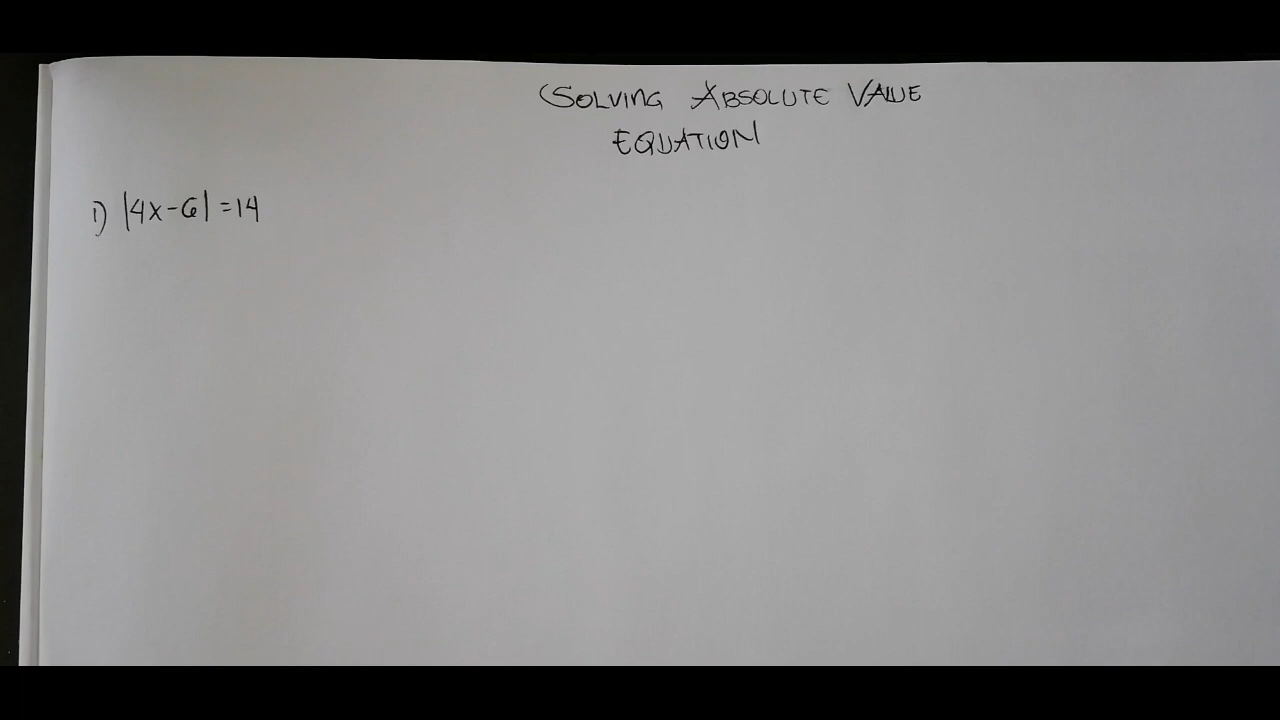 SOLVING ABSOLUTE VALUE
EQUATION
1) |4x-6| =14